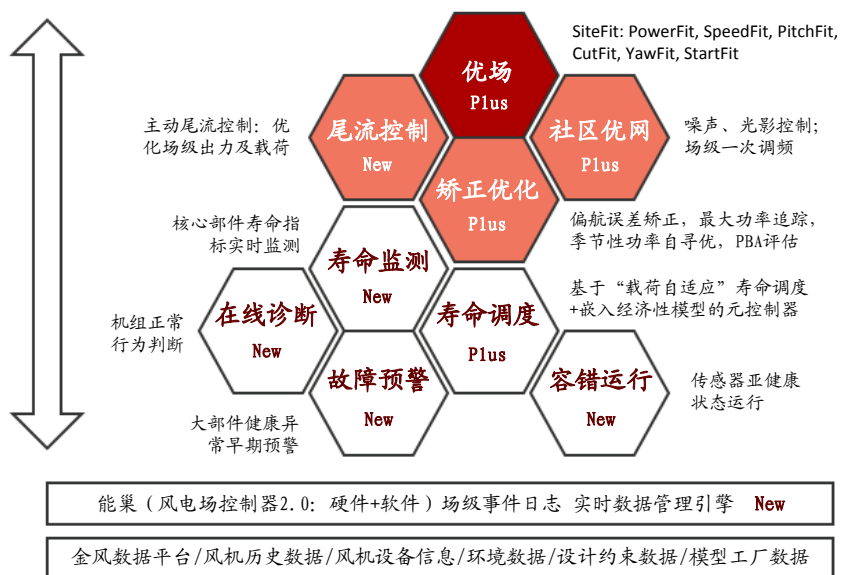 SiteFit: PowerFit, SpeedFit, PitchFit,
CutFit, YawFit, StartFit
优场
Plus
主动尾流控制：优
化场级出力及载荷
尾流控制
New
社区优网
Plus
噪声、光影控制；
场级一次调频
矫正优化
Plus
偏航误差矫正，最大功率追踪，
季节性功率自寻优，PBA评估
核心部件寿命指
标实时监测
寿命监测
New
机组正常
行为判断
在线诊断
New
寿命调度
Plus
基于“载荷自适应”寿命调度
+嵌入经济性模型的元控制器
故障预警
New
大部件健康异
常早期预警
容错运行
New
传感器亚健康
状态运行
能巢（风电场控制器2.0：硬件+软件）场级事件日志 实时数据管理引擎 New
金风数据平台/风机历史数据/风机设备信息/环境数据/设计约束数据/模型工厂数据